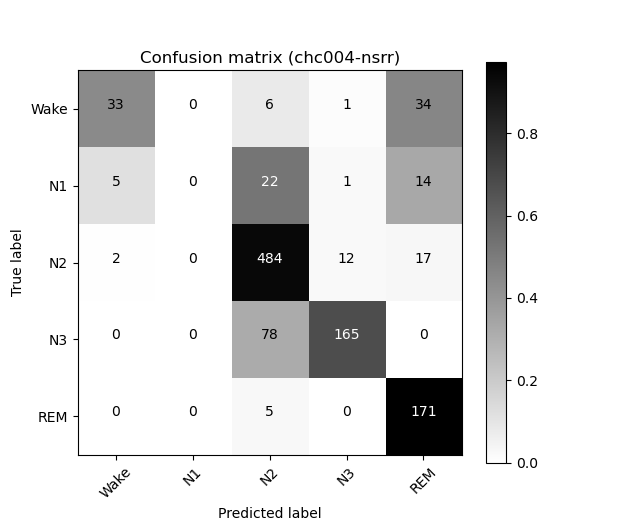 Confusion matrix (chc004-nsrr)
Wake 33 0 6 1 34
N1 5 0 22 1 14
N2 2 0 484 12 17
N3 0 0 78 165 0
REM 0 0 5 0 171
True label
Wake N1 N2 N3 REM
Predicted label
0.8
0.6
0.4
0.2
0.0